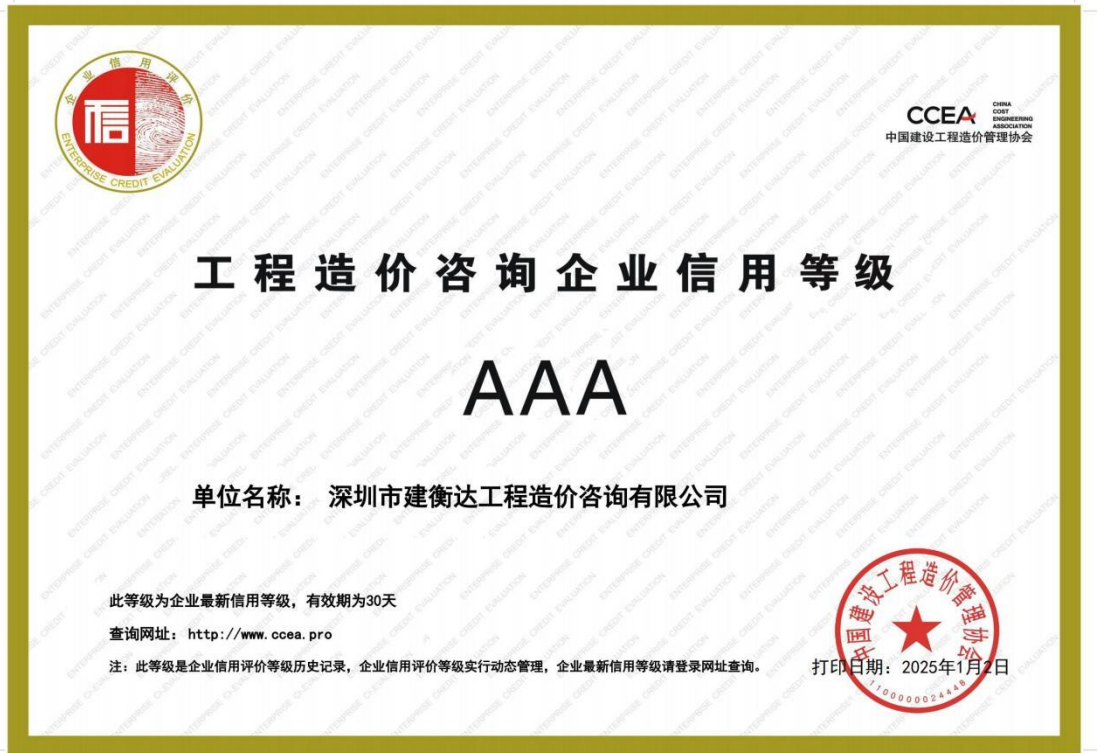 企业信用评价
信
ENTERPRISE CREDIT EVALUATION
CCEA
CHINA
COST
ENGINEERING
ASSOCIATION
中国建设工程造价管理协会
工程造价咨询企业信用等级
AAA
单位名称： 深圳市建衡达工程造价咨询有限公司
此等级为企业最新信用等级，有效期为30天
查询网址：http://www.ccea.pro
注：此等级是企业信用评价等级历史记录，企业信用评价等级实行动态管理，企业最新信用等级请登录网址查询。
中国建设工程造价管理协会
打印日期：2025年1月2日
1100000024448